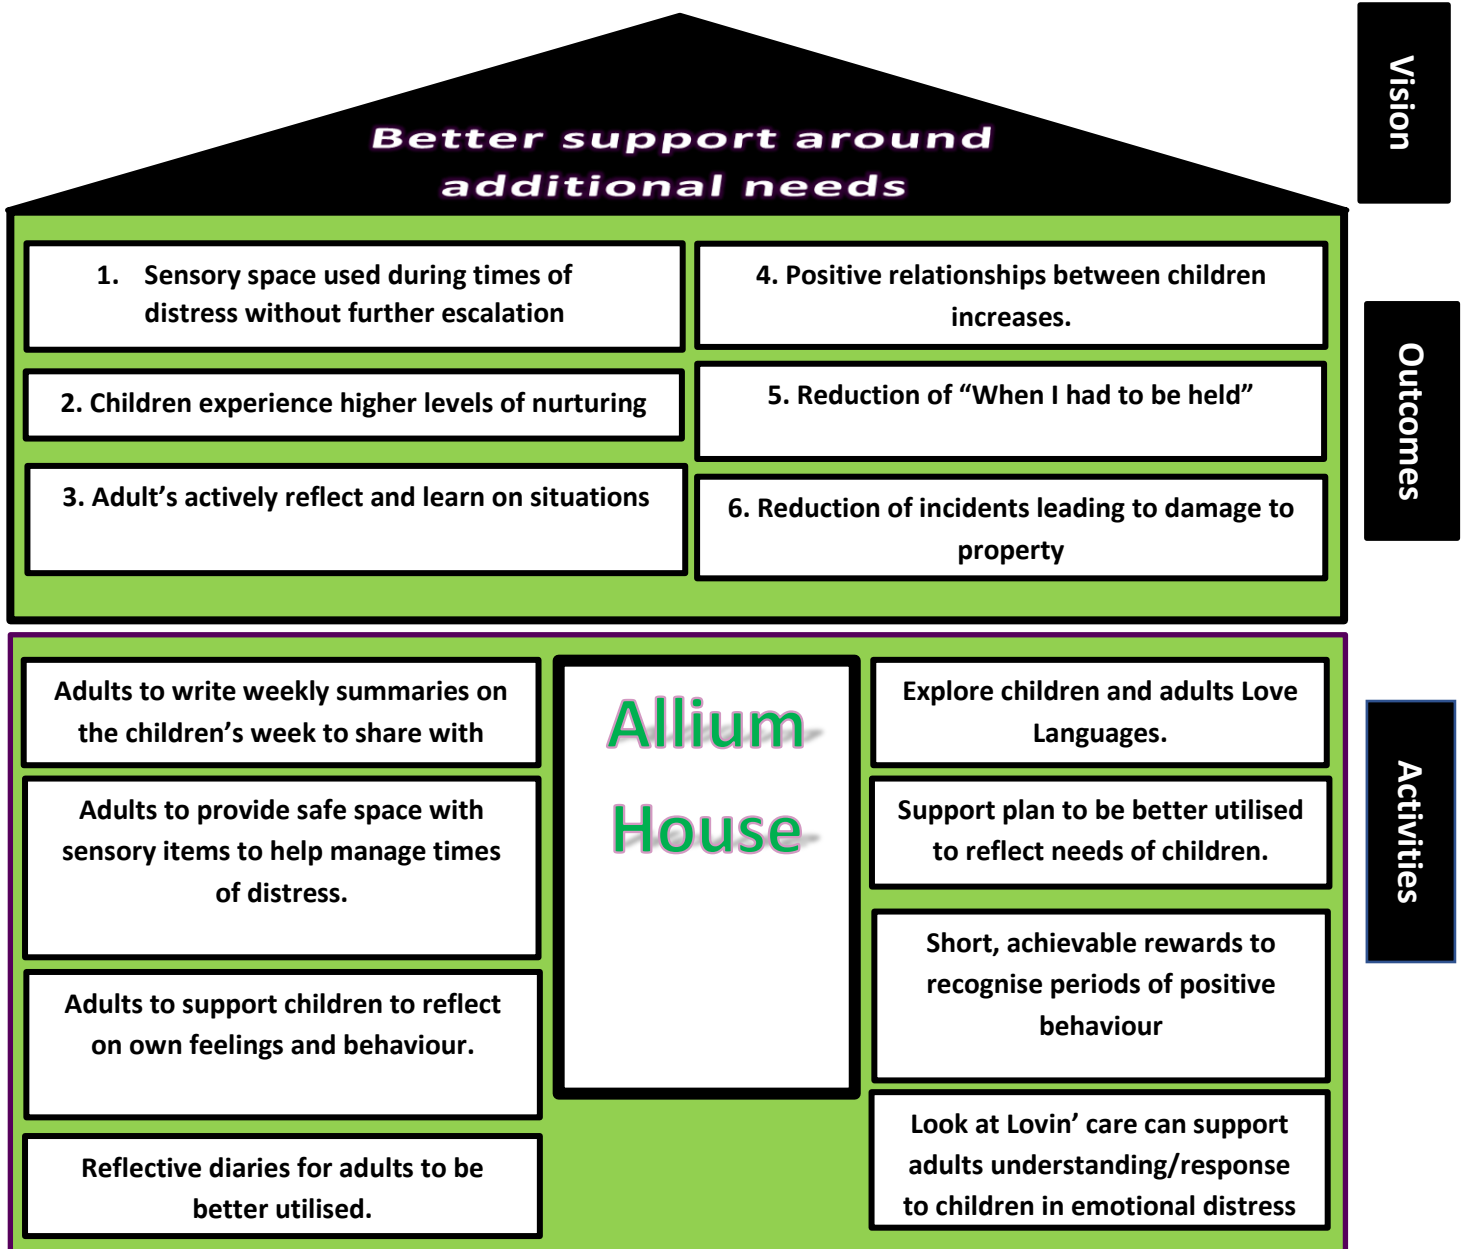 Vision
Better support around
additional needs
1. Sensory space used during times of
distress without further escalation
2. Children experience higher levels of nurturing
3. Adult’s actively reflect and learn on situations
4. Positive relationships between children
increases.
5. Reduction of “When I had to be held”
6. Reduction of incidents leading to damage to
property
Outcomes
Adults to write weekly summaries on
the children’s week to share with
Adults to provide safe space with
sensory items to help manage times
of distress.
Adults to support children to reflect
on own feelings and behaviour.
Reflective diaries for adults to be
better utilised.
Allium
House
Explore children and adults Love
Languages.
Support plan to be better utilised
to reflect needs of children.
Short, achievable rewards to
recognise periods of positive
behaviour
Look at Lovin’ care can support
adults understanding/response
to children in emotional distress
Activities